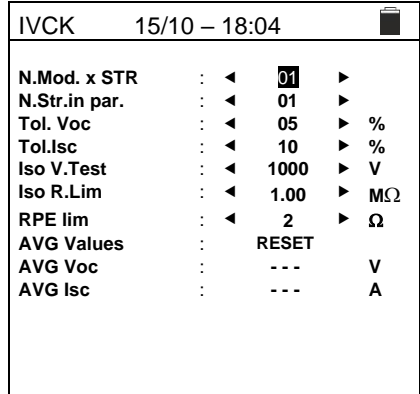 IVCK 15/10 – 18:04
N.Mod. x STR : ◄ 01 ►
N.Str.in par. : ◄ 01 ►
Tol. Voc : ◄ 05 ► %
Tol.Isc : ◄ 10 ► %
Iso V.Test : ◄ 1000 ► V
Iso R.Lim : ◄ 1.00 ► MΩ
RPE lim : ◄ 2 ► Ω
AVG Values : RESET
AVG Voc : - - - V
AVG Isc : - - - A